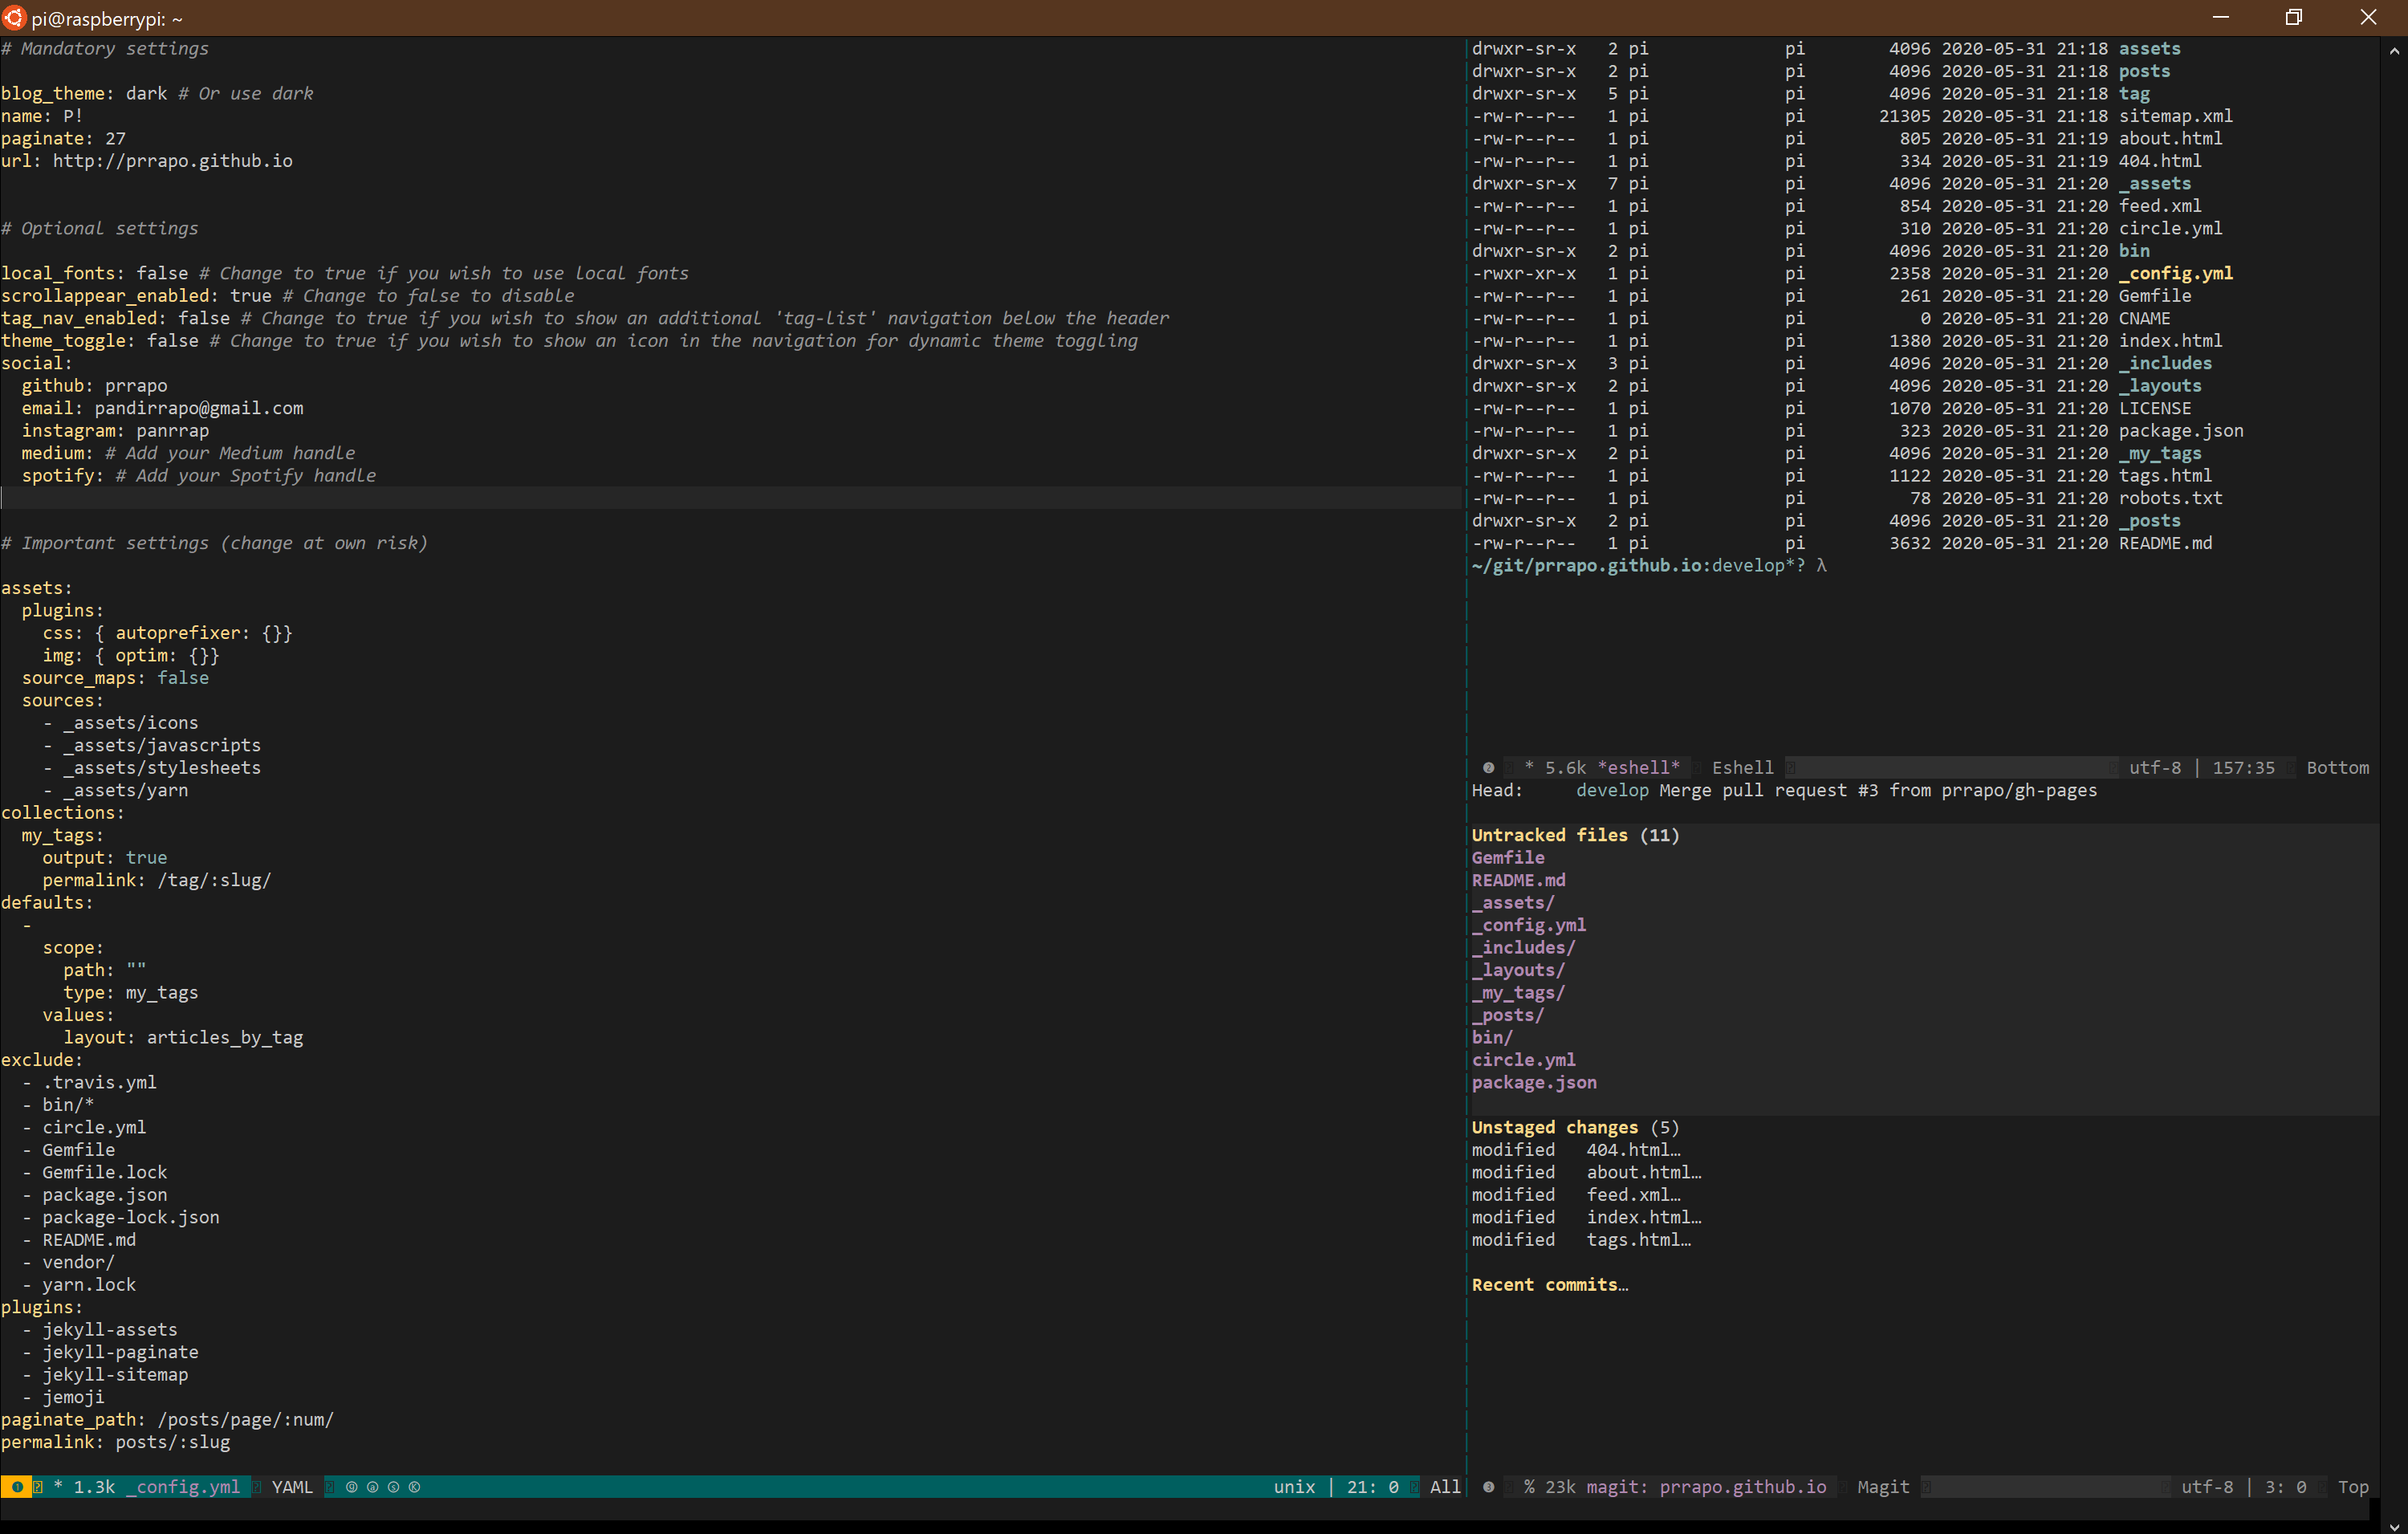 pi@raspberrypi: ~
# Mandatory settings
blog_theme: dark # Or use dark
name: P!
paginate: 27
url: http://prrapo.github.io
# Optional settings
local_fonts: false # Change to true if you wish to use local fonts
scrollappear_enabled: true # Change to false to disable
tag_nav_enabled: false # Change to true if you wish to show an additional 'tag-list' navigation below the header
theme_toggle: false # Change to true if you wish to show an icon in the navigation for dynamic theme toggling
social:
  github: prrapo
  email: pandirrapo@gmail.com
  instagram: panrrap
  medium: # Add your Medium handle
  spotify: # Add your Spotify handle
# Important settings (change at own risk)
assets:
  plugins:
    css: { autoprefixer: {}}
    img: { optim: {}}
  source_maps: false
  sources:
    - _assets/icons
    - _assets/javascripts
    - _assets/stylesheets
    - _assets/yarn
collections:
  my_tags:
    output: true
    permalink: /tag/:slug/
defaults:
  -
    scope:
      path: ""
      type: my_tags
    values:
      layout: articles_by_tag
exclude:
  - .travis.yml
  - bin/*
  - circle.yml
  - Gemfile
  - Gemfile.lock
  - package.json
  - package-lock.json
  - README.md
  - vendor/
  - yarn.lock
plugins:
  - jekyll-assets
  - jekyll-paginate
  - jekyll-sitemap
  - jemoji
paginate_path: /posts/page/:num/
permalink: posts/:slug
❶ * 1.3k _config.yml YAML ⓐ ⓢ Ⓚ unix | 21: 0 All
drwxr-sr-x 2 pi pi 4096 2020-05-31 21:18 assets
drwxr-sr-x 2 pi pi 4096 2020-05-31 21:18 posts
drwxr-sr-x 5 pi pi 4096 2020-05-31 21:18 tag
-rw-r--r-- 1 pi pi 21305 2020-05-31 21:18 sitemap.xml
-rw-r--r-- 1 pi pi 805 2020-05-31 21:19 about.html
-rw-r--r-- 1 pi pi 334 2020-05-31 21:19 404.html
drwxr-sr-x 7 pi pi 4096 2020-05-31 21:20 _assets
-rw-r--r-- 1 pi pi 854 2020-05-31 21:20 feed.xml
-rw-r--r-- 1 pi pi 310 2020-05-31 21:20 circle.yml
drwxr-sr-x 2 pi pi 4096 2020-05-31 21:20 bin
-rwxr-xr-x 1 pi pi 2358 2020-05-31 21:20 _config.yml
-rw-r--r-- 1 pi pi 261 2020-05-31 21:20 Gemfile
-rw-r--r-- 1 pi pi 0 2020-05-31 21:20 CNAME
-rw-r--r-- 1 pi pi 1380 2020-05-31 21:20 index.html
drwxr-sr-x 3 pi pi 4096 2020-05-31 21:20 _includes
drwxr-sr-x 2 pi pi 4096 2020-05-31 21:20 _layouts
-rw-r--r-- 1 pi pi 1070 2020-05-31 21:20 LICENSE
-rw-r--r-- 1 pi pi 323 2020-05-31 21:20 package.json
drwxr-sr-x 2 pi pi 4096 2020-05-31 21:20 _my_tags
-rw-r--r-- 1 pi pi 1122 2020-05-31 21:20 tags.html
-rw-r--r-- 1 pi pi 78 2020-05-31 21:20 robots.txt
drwxr-sr-x 2 pi pi 4096 2020-05-31 21:20 _posts
-rw-r--r-- 1 pi pi 3632 2020-05-31 21:20 README.md
~/git/prrapo.github.io:develop*? λ
❷ * 5.6k *eshell* Eshell utf-8 | 157:35 Bottom
Head: develop Merge pull request #3 from prrapo/gh-pages
Untracked files (11)
Gemfile
README.md
_assets/
_config.yml
_includes/
_layouts/
_my_tags/
_posts/
bin/
circle.yml
package.json
Unstaged changes (5)
modified 404.html…
modified about.html…
modified feed.xml…
modified index.html…
modified tags.html…
Recent commits…
❸ % 23k magit: prrapo.github.io Magit utf-8 | 3: 0 Top